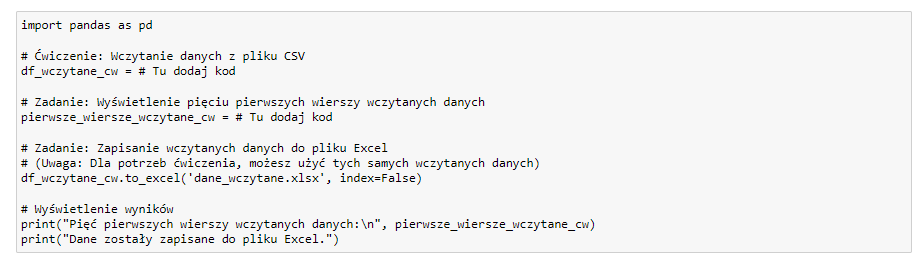 import pandas as pd
# Ćwiczenie: Wczytanie danych z pliku CSV
df_wczytane_cw = # Tu dodaj kod
# Zadanie: Wyświetlenie pięciu pierwszych wierszy wczytanych danych
pierwsze_wiersze_wczytane_cw = # Tu dodaj kod
# Zadanie: Zapisanie wczytanych danych do pliku Excel
# (Uwaga: Dla potrzeb ćwiczenia, możesz użyć tych samych wczytanych danych)
df_wczytane_cw.to_excel('dane_wczytane.xlsx', index=False)
# Wyświetlenie wyników
print("Pięć pierwszych wierszy wczytanych danych:\n", pierwsze_wiersze_wczytane_cw)
print("Dane zostały zapisane do pliku Excel.")